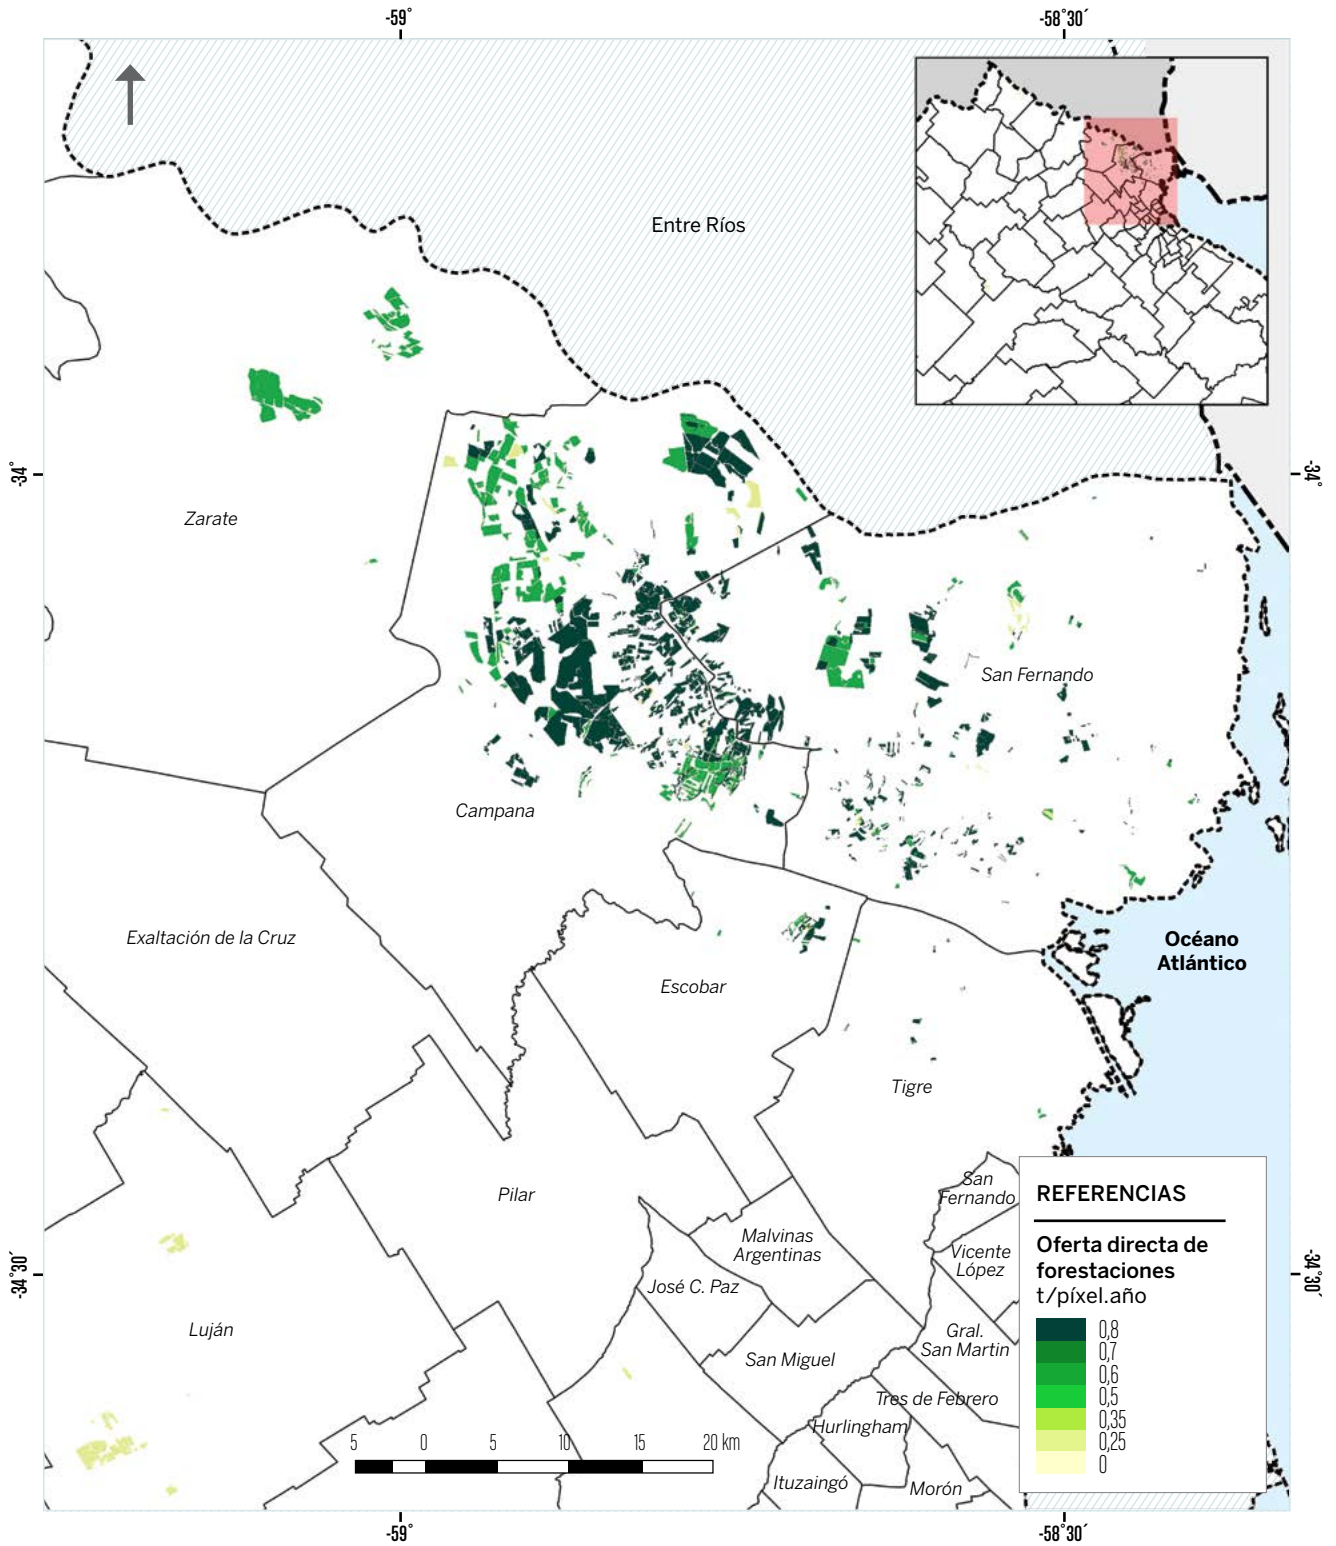 -59°
-58°30´
Entre Ríos
-34°
-34°
Zarate
San Fernando
Campana
Exaltación de la Cruz
Océano
Atlántico
Escobar
Tigre
San
Fernando
Pilar
Malvinas
Argentinas
Vicente
López
José C. Paz
-34°30´
-34°30´
Luján
Gral.
San Martin
San Miguel
Tres de Febrero
Hurlingham
Ituzaingó
Morón
5 0 5 10 15 20 km
REFERENCIAS
Oferta directa de
forestaciones
t/píxel.año
0,8
0,7
0,6
0,5
0,35
0,25
0
-59°
-58°30´